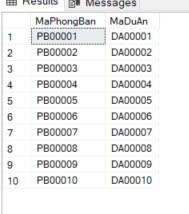 Results Messages
MaPhongBan MaDuAn
1 PB00001 DA00001
2 PB00002 DA00002
3 PB00003 DA00003
4 PB00004 DA00004
5 PB00005 DA00005
6 PB00006 DA00006
7 PB00007 DA00007
8 PB00008 DA00008
9 PB00009 DA00009
10 PB00010 DA00010